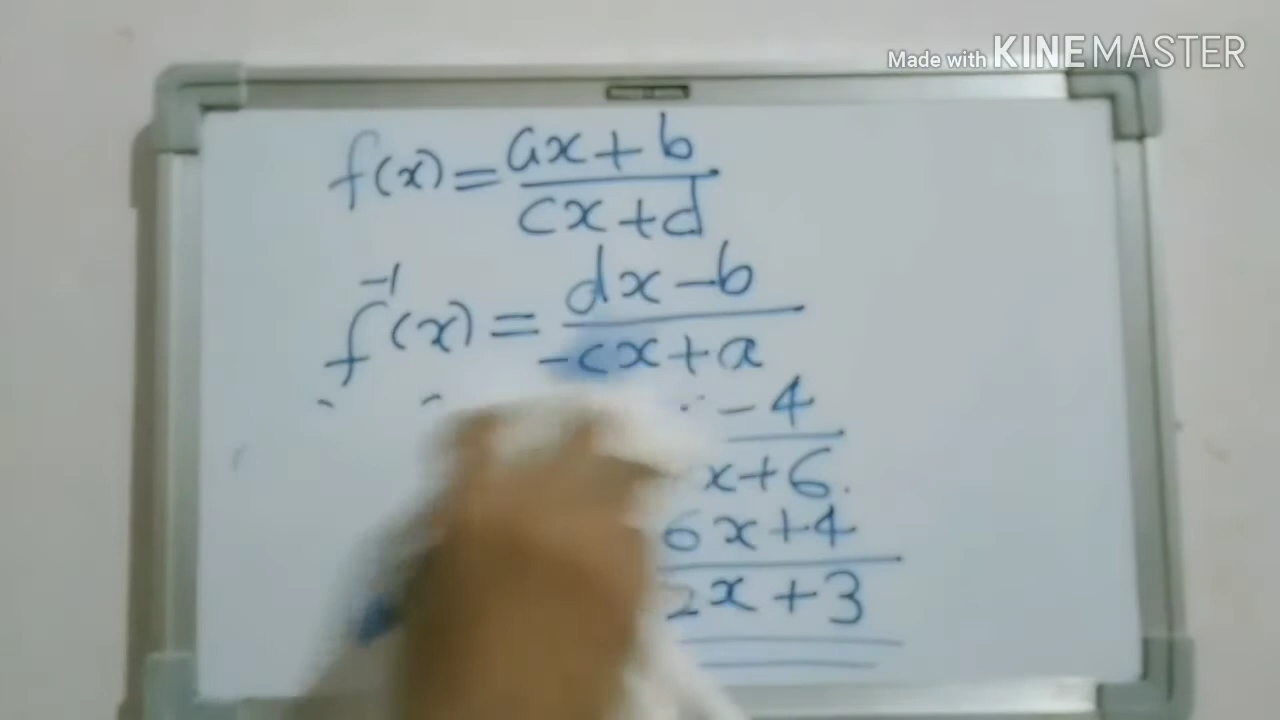 Made with KINEMASTER
f(x) = ax + b
cx + d
f⁻¹(x) = dx - b
-cx + a
- 4
x + 6
6x + 4
2x + 3